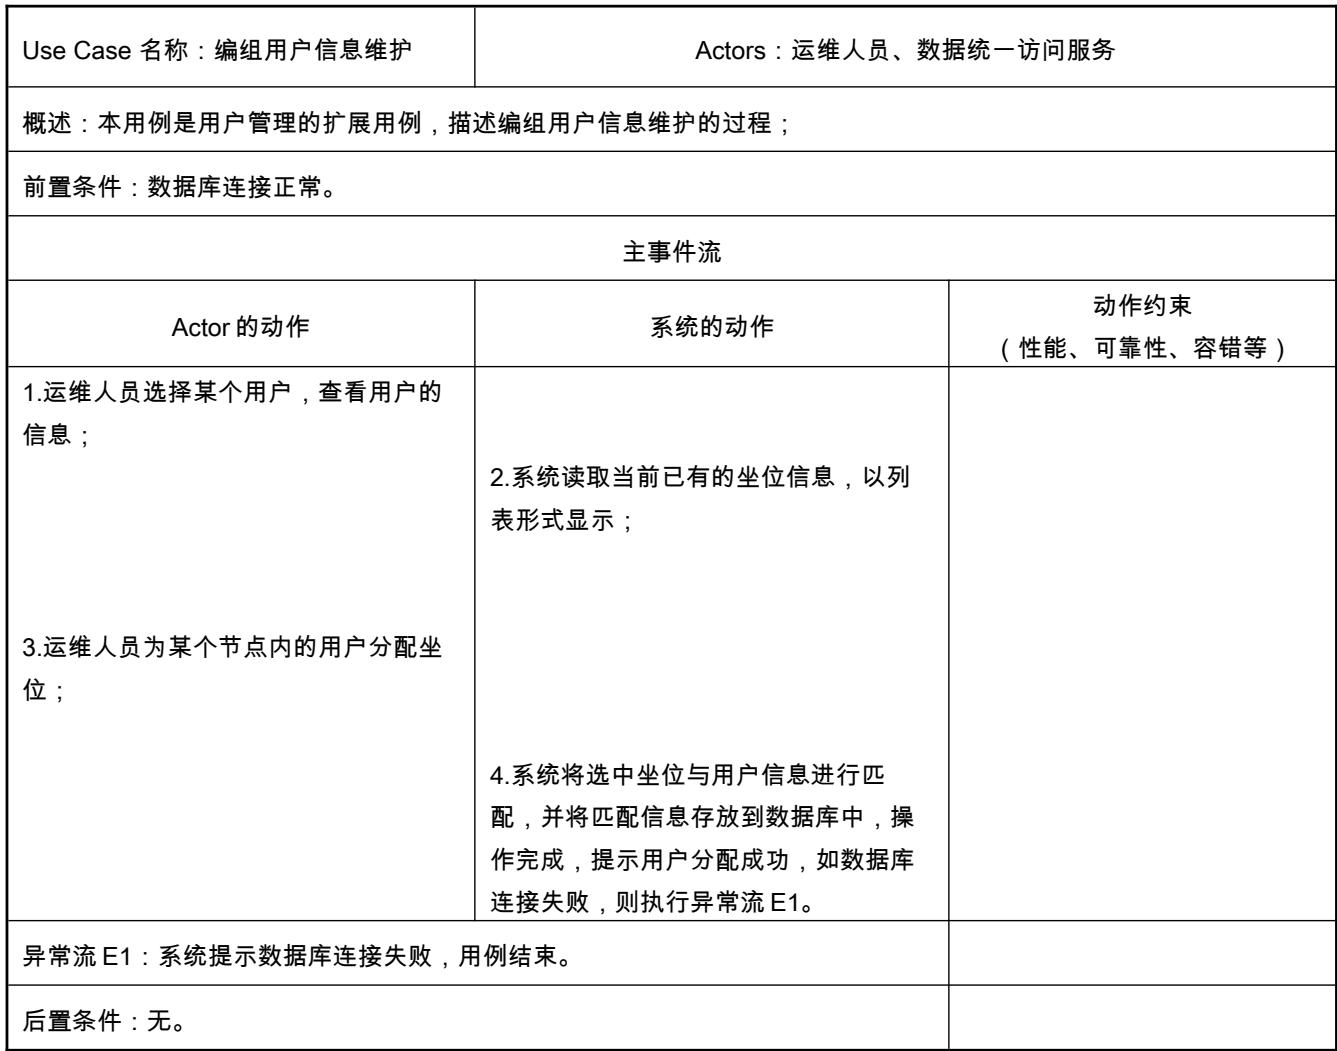 Use Case 名称：编组用户信息维护
Actors：运维人员、数据统一访问服务
概述：本用例是用户管理的扩展用例，描述编组用户信息维护的过程；
前置条件：数据库连接正常。
主事件流
Actor 的动作
系统的动作
动作约束
（性能、可靠性、容错等）
1.运维人员选择某个用户，查看用户的
信息；
2.系统读取当前已有的坐位信息，以列
表形式显示；
3.运维人员为某个节点内的用户分配坐
位；
4.系统将选中坐位与用户信息进行匹
配，并将匹配信息存放到数据库中，操
作完成，提示用户分配成功，如数据库
连接失败，则执行异常流 E1。
异常流 E1：系统提示数据库连接失败，用例结束。
后置条件：无。